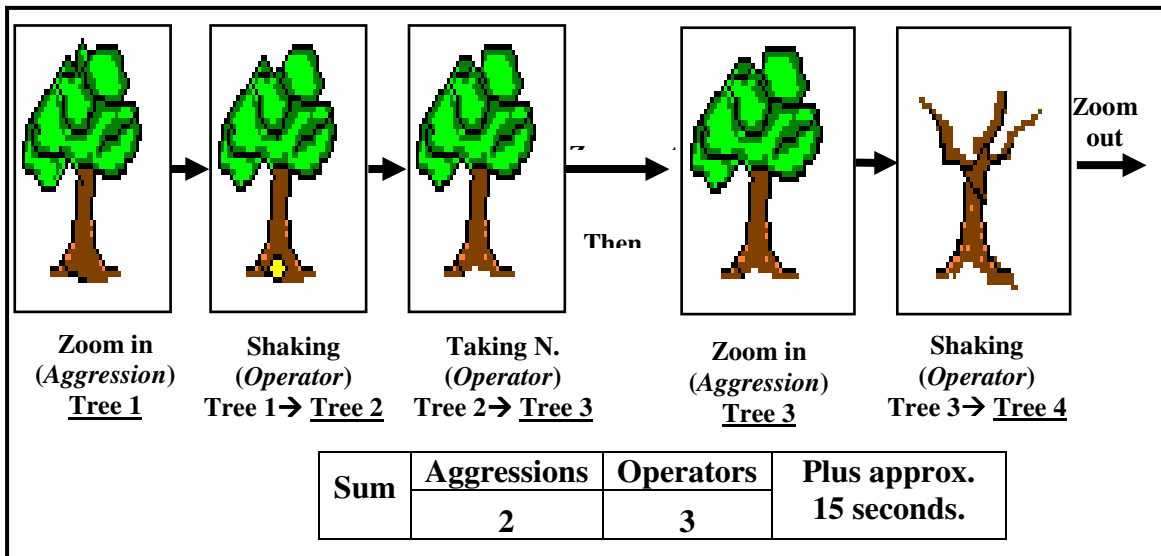 Zoom
out
Then
Zoom in
(Aggression)
Tree 1
Shaking
(Operator)
Tree 1→ Tree 2
Taking N.
(Operator)
Tree 2→ Tree 3
Zoom in
(Aggression)
Tree 3
Shaking
(Operator)
Tree 3→ Tree 4
Sum
Aggressions
Operators
Plus approx.
15 seconds.
2
3